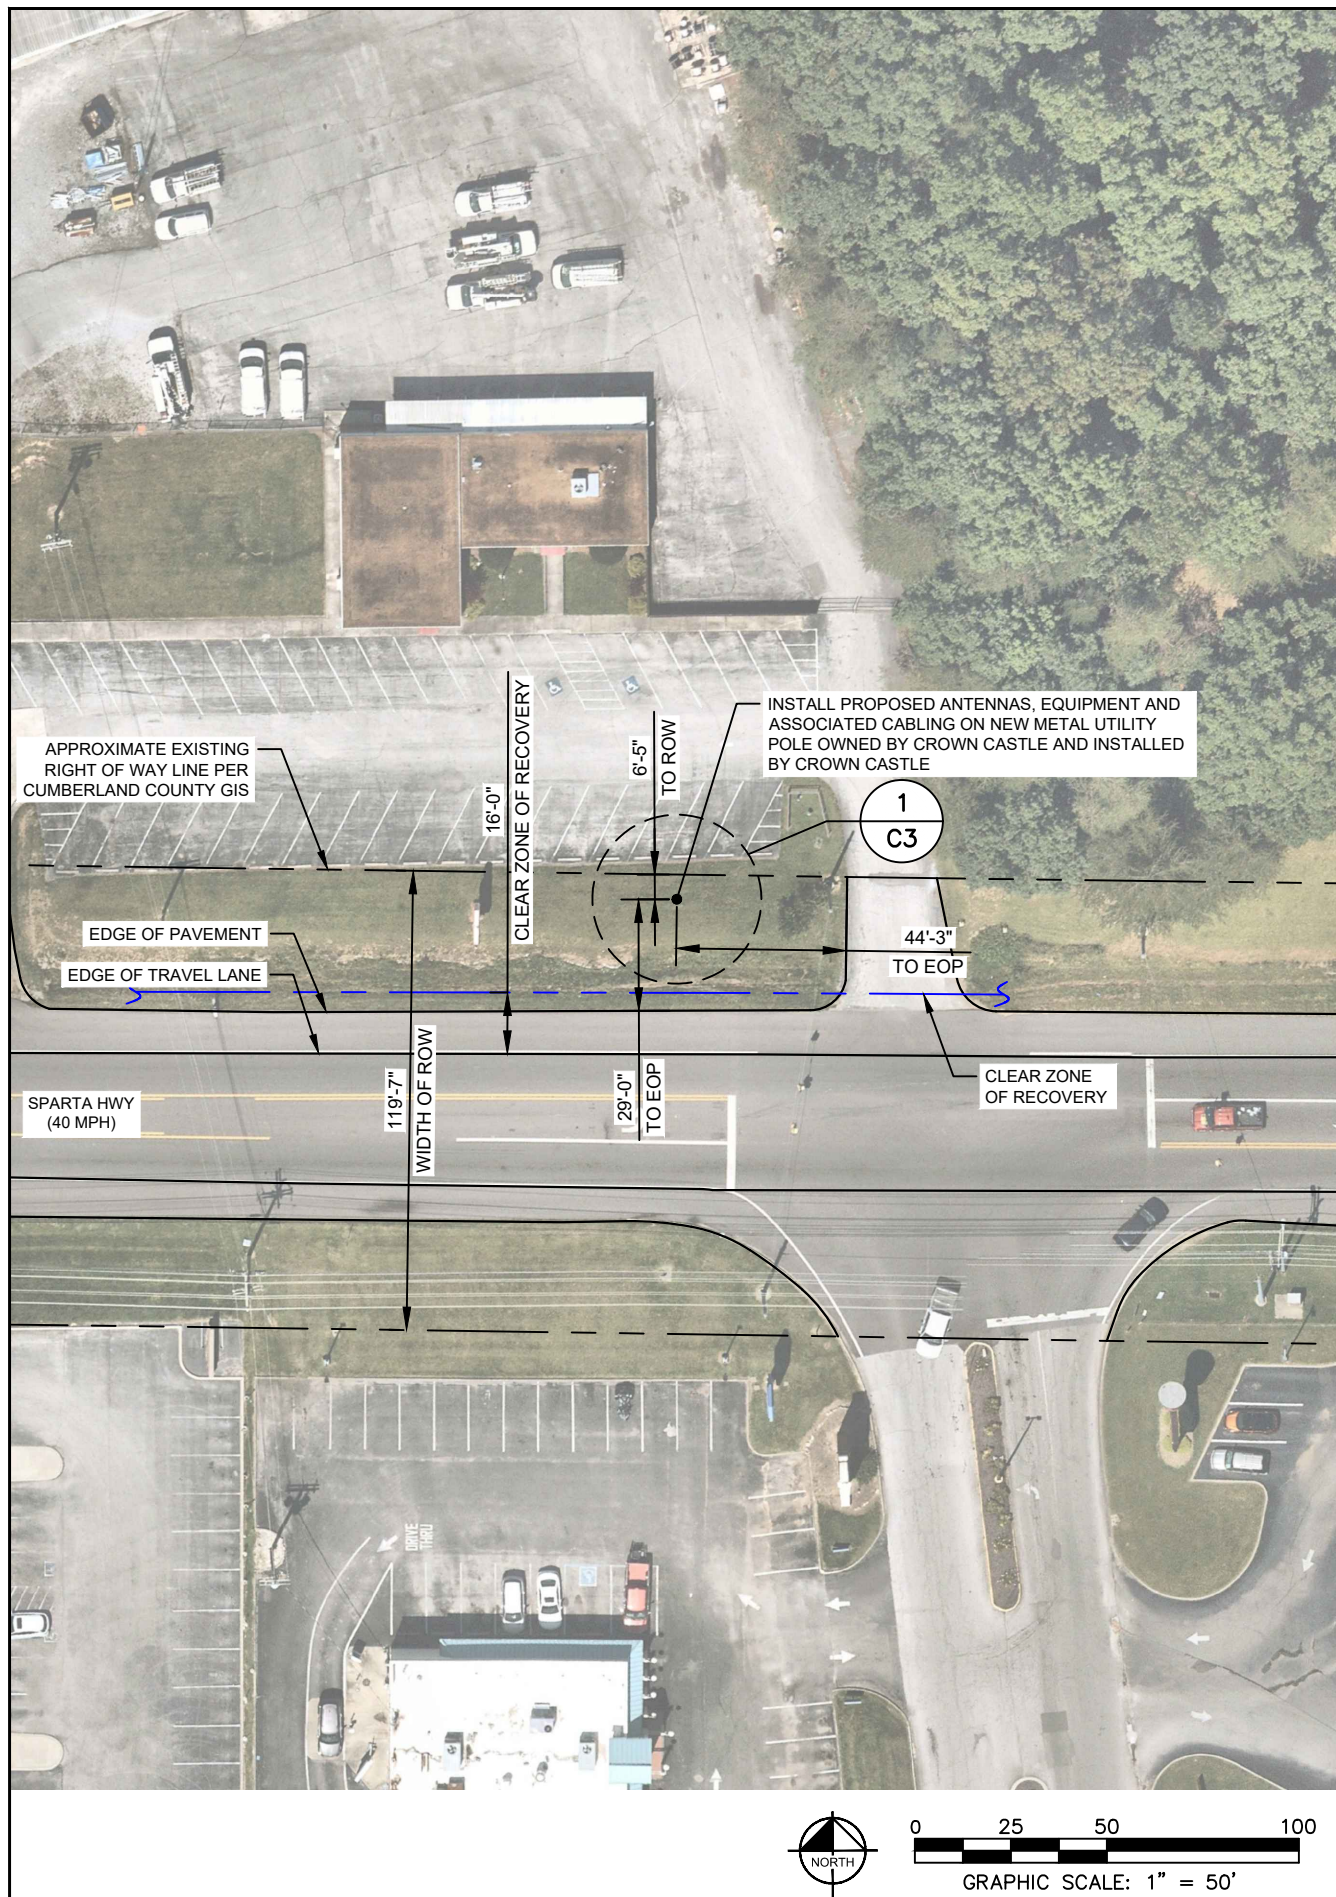 INSTALL PROPOSED ANTENNAS, EQUIPMENT AND
ASSOCIATED CABLING ON NEW METAL UTILITY
POLE OWNED BY CROWN CASTLE AND INSTALLED
BY CROWN CASTLE
APPROXIMATE EXISTING
RIGHT OF WAY LINE PER
CUMBERLAND COUNTY GIS
16'-0"
CLEAR ZONE OF RECOVERY
6'-5"
TO ROW
1
C3
EDGE OF PAVEMENT
EDGE OF TRAVEL LANE
44'-3"
TO EOP
119'-7"
WIDTH OF ROW
29'-0"
TO EOP
CLEAR ZONE
OF RECOVERY
SPARTA HWY
(40 MPH)
DRIVE
THRU
NORTH
0 25 50 100
GRAPHIC SCALE: 1" = 50'